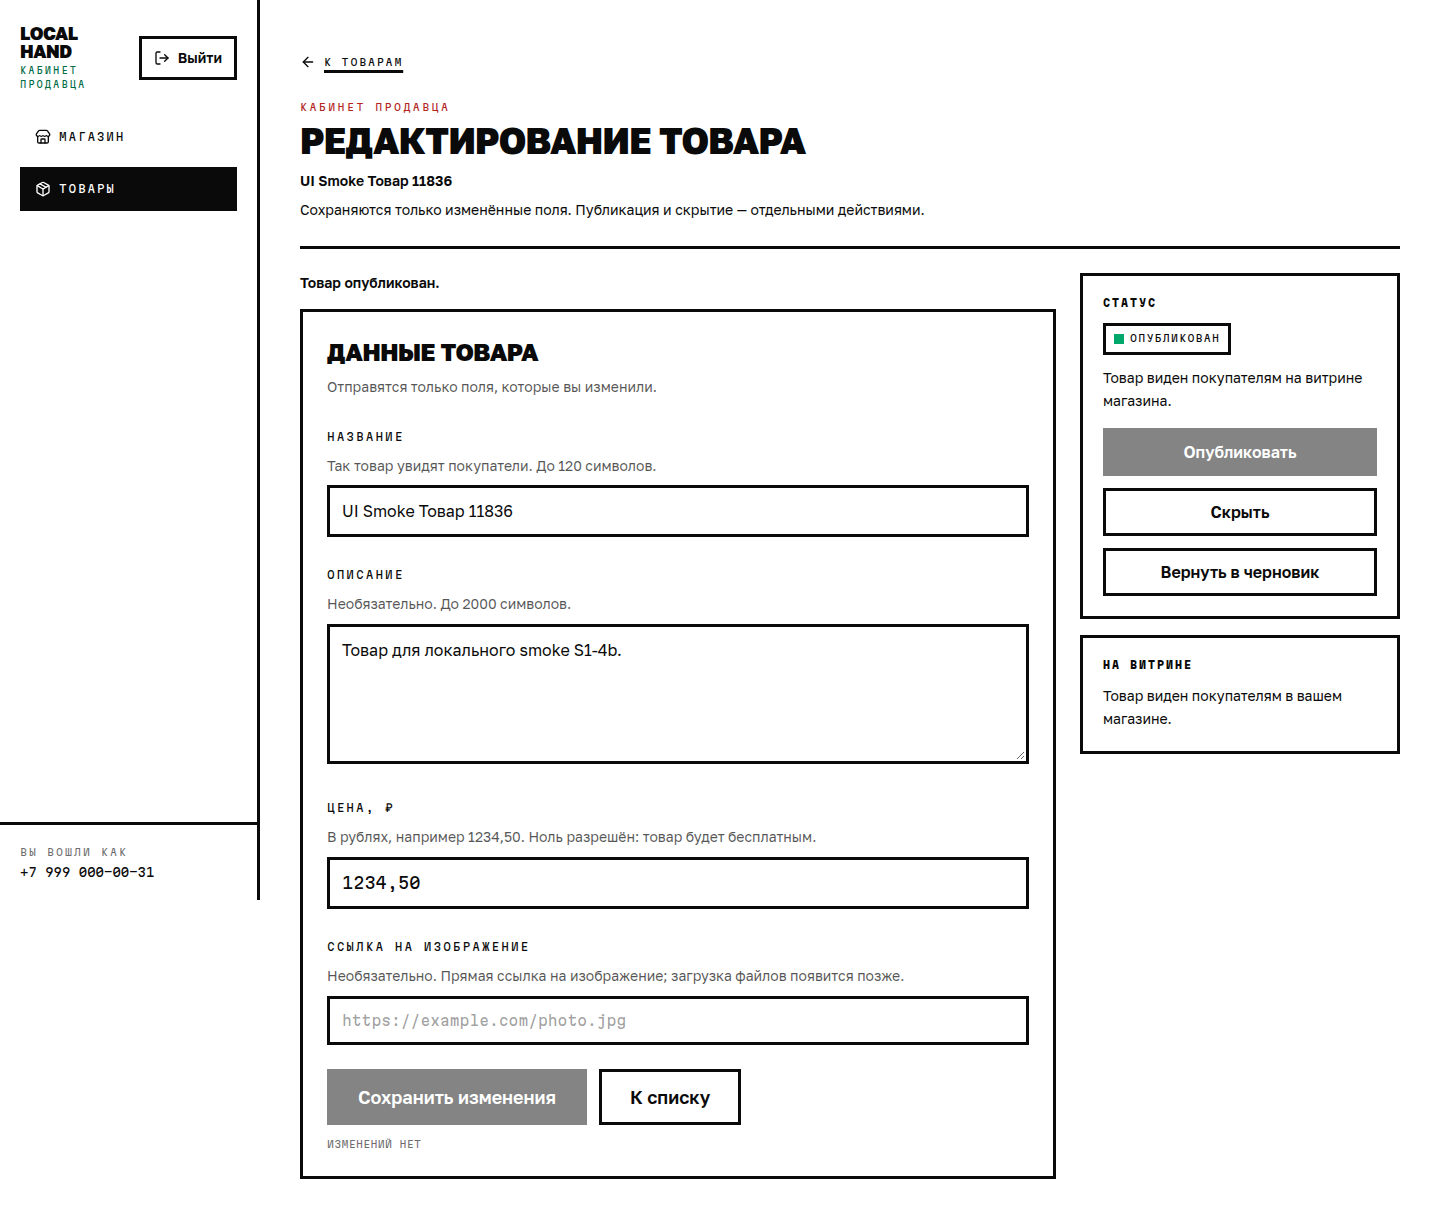 LOCAL
HAND
КАБИНЕТ
ПРОДАВЦА
Выйти
МАГАЗИН
ТОВАРЫ
ВЫ ВОШЛИ КАК
+7 999 000-00-31
К ТОВАРАМ
КАБИНЕТ ПРОДАВЦА
РЕДАКТИРОВАНИЕ ТОВАРА
UI Smoke Товар 11836
Сохраняются только изменённые поля. Публикация и скрытие — отдельными действиями.
Товар опубликован.
ДАННЫЕ ТОВАРА
Отправятся только поля, которые вы изменили.
НАЗВАНИЕ
Так товар увидят покупатели. До 120 символов.
UI Smoke Товар 11836
ОПИСАНИЕ
Необязательно. До 2000 символов.
Товар для локального smoke S1-4b.
ЦЕНА, ₽
В рублях, например 1234,50. Ноль разрешён: товар будет бесплатным.
1234,50
ССЫЛКА НА ИЗОБРАЖЕНИЕ
Необязательно. Прямая ссылка на изображение; загрузка файлов появится позже.
https://example.com/photo.jpg
Сохранить изменения
К списку
ИЗМЕНЕНИЙ НЕТ
СТАТУС
ОПУБЛИКОВАН
Товар виден покупателям на витрине
магазина.
Опубликовать
Скрыть
Вернуть в черновик
НА ВИТРИНЕ
Товар виден покупателям в вашем
магазине.